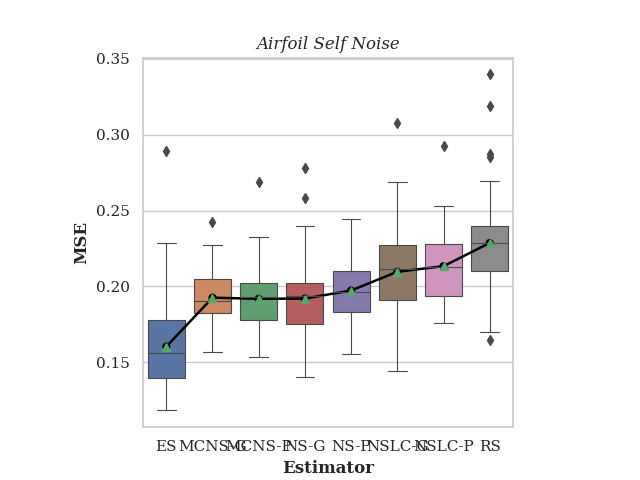 Airfoil Self Noise
0.35
0.30
0.25
0.20
0.15
MSE
ES MCNS-G MCNS-P NS-G NS-P NSLC-G NSLC-P RS
Estimator